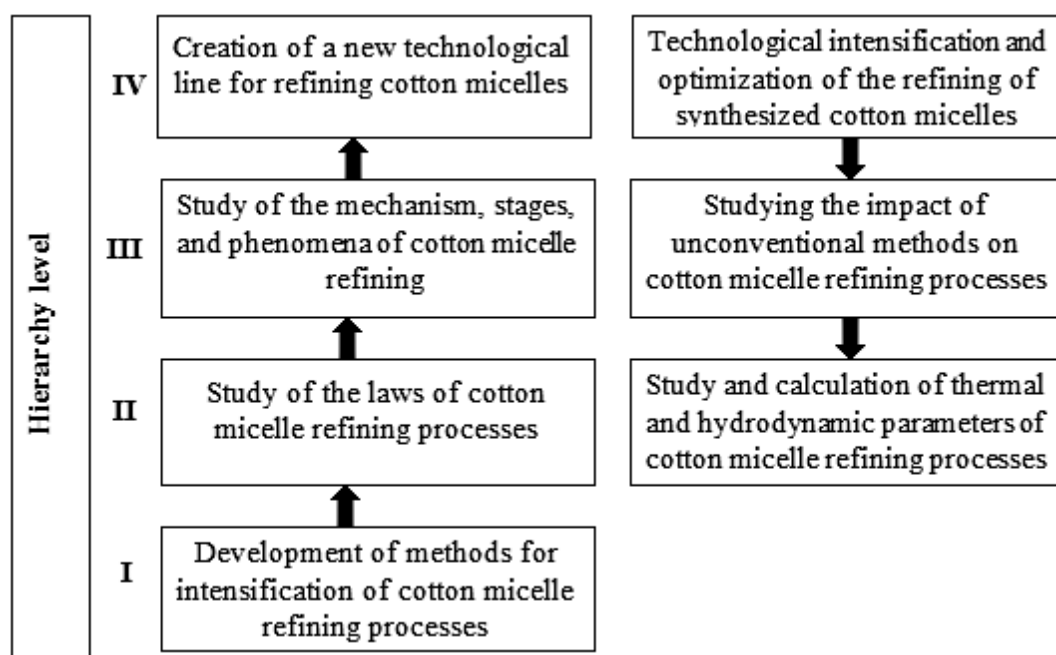 Hierarchy level
IV
Creation of a new technological
line for refining cotton micelles
Technological intensification and
optimization of the refining of
synthesized cotton micelles
III
Study of the mechanism, stages,
and phenomena of cotton micelle
refining
Studying the impact of
unconventional methods on
cotton micelle refining processes
II
Study of the laws of cotton
micelle refining processes
Study and calculation of thermal
and hydrodynamic parameters of
cotton micelle refining processes
I
Development of methods for
intensification of cotton micelle
refining processes